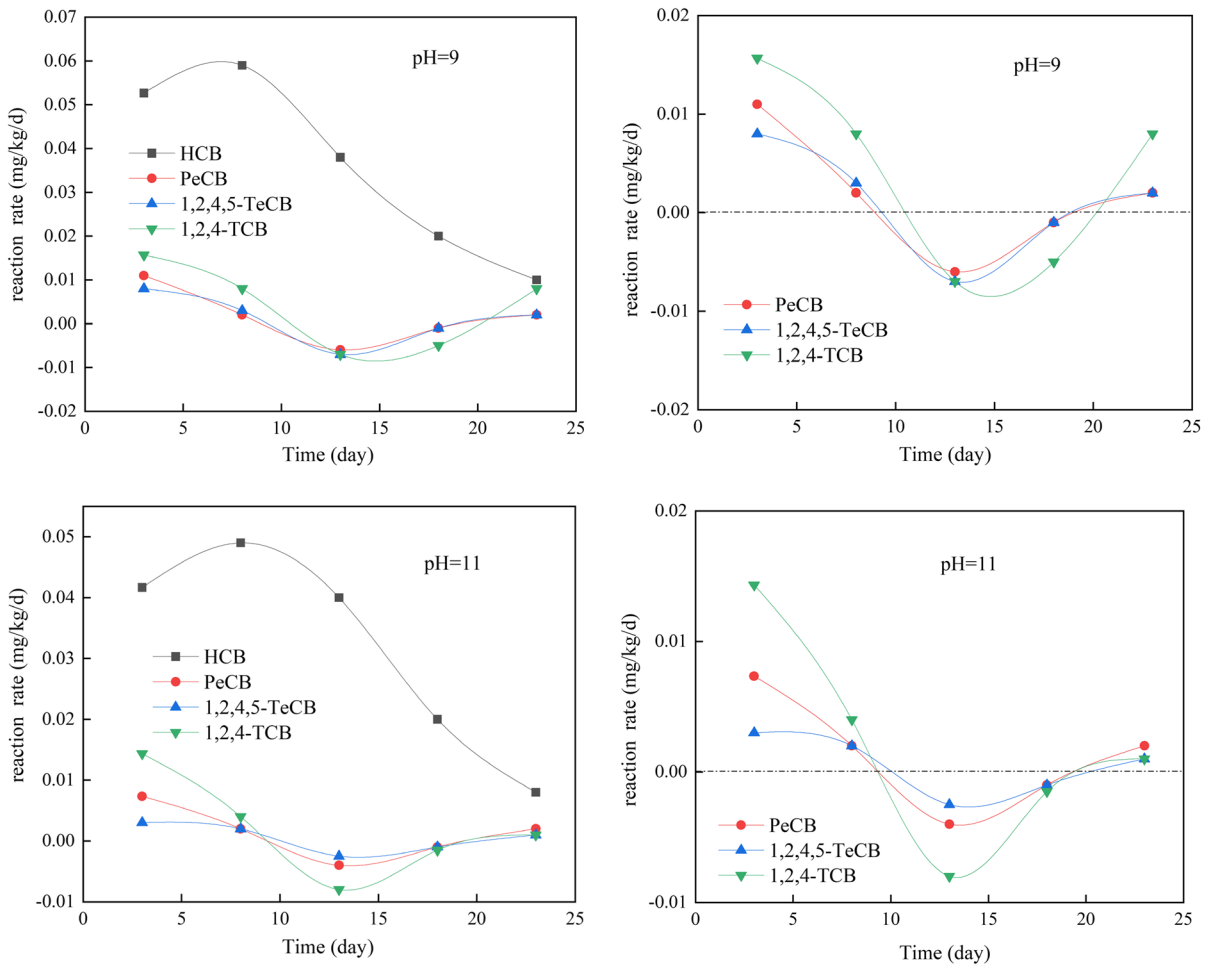 0.07
0.06
0.05
0.04
0.03
0.02
0.01
0.00
-0.01
-0.02
reaction rate (mg/kg/d)
pH=9
HCB
PeCB
1,2,4,5-TeCB
1,2,4-TCB
0 5 10 15 20 25
Time (day)
0.02
0.01
0.00
-0.01
-0.02
reaction rate (mg/kg/d)
pH=9
PeCB
1,2,4,5-TeCB
1,2,4-TCB
0 5 10 15 20 25
Time (day)
0.05
0.04
0.03
0.02
0.01
0.00
-0.01
reaction rate (mg/kg/d)
pH=11
HCB
PeCB
1,2,4,5-TeCB
1,2,4-TCB
0 5 10 15 20 25
Time (day)
0.02
0.01
0.00
-0.01
reaction rate (mg/kg/d)
pH=11
PeCB
1,2,4,5-TeCB
1,2,4-TCB
0 5 10 15 20 25
Time (day)